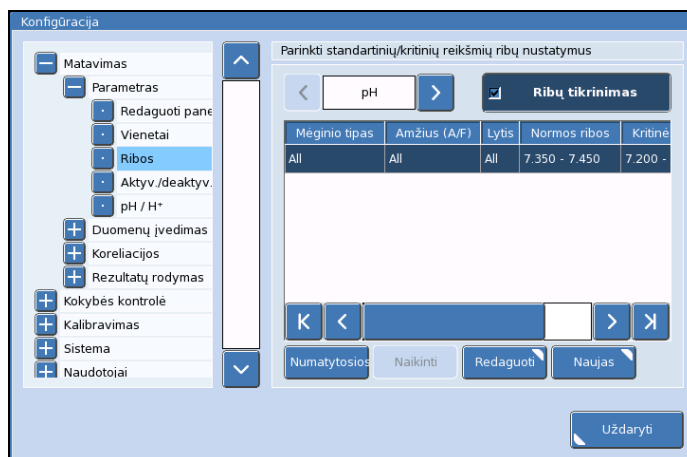 Konfigūracija
Matavimas
Parametras
Redaguoti pane
Vienetai
Ribos
Aktyv./deaktyv.
pH / H⁺
Duomenų įvedimas
Koreliacijos
Rezultatų rodymas
Kokybės kontrolė
Kalibravimas
Sistema
Naudotojai
Parinkti standartinių/kritinių reikšmių ribų nustatymus
pH
Ribų tikrinimas
Mėginio tipas Amžius (A/F) Lytis Normos ribos Kritinė
All All All 7.350 - 7.450 7.200 -
Numatytosios Naikinti Redaguoti Naujas
Uždaryti